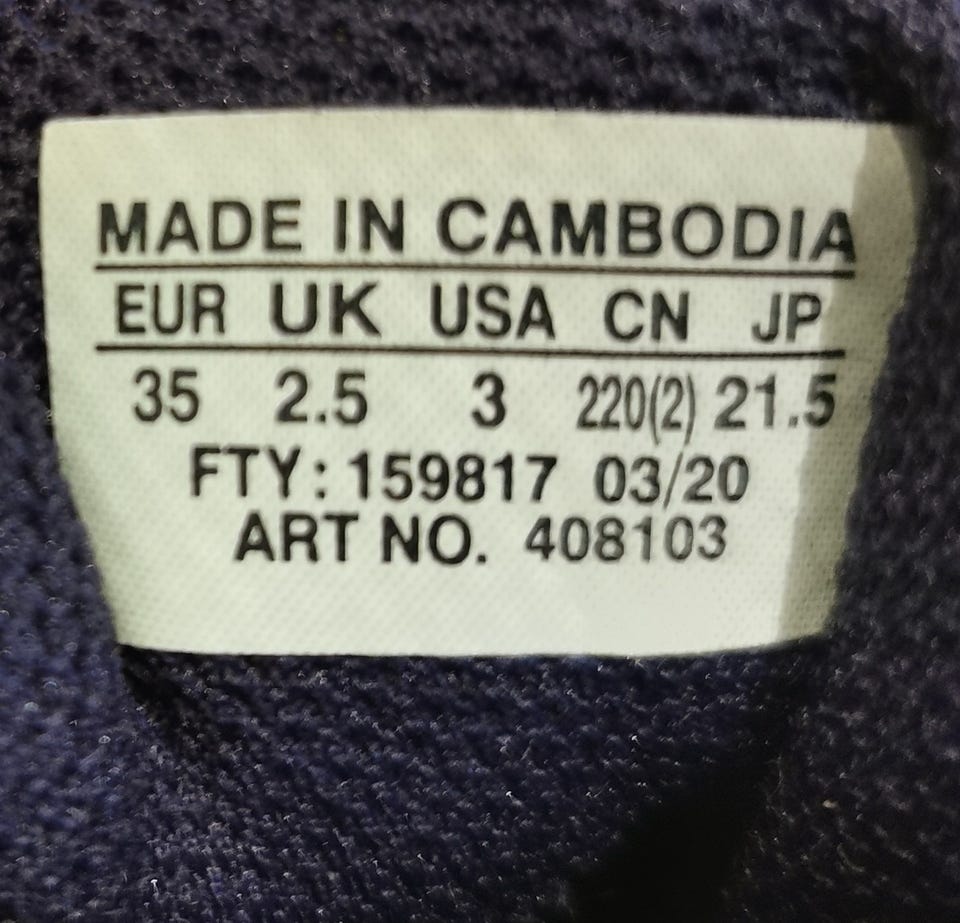 MADE IN CAMBODIA
EUR UK USA CN JP
35 2.5 3 220(2) 21.5
FTY: 159817 03/20
ART NO. 408103